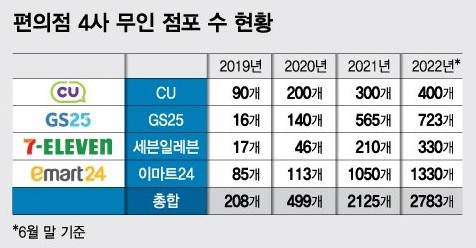 편의점 4사 무인 점포 수 현황
2019년 2020년 2021년 2022년*
CU CU 90개 200개 300개 400개
GS25 GS25 16개 140개 565개 723개
7-ELEVEN 세븐일레븐 17개 46개 210개 330개
emart24 이마트24 85개 113개 1050개 1330개
총합 208개 499개 2125개 2783개
*6월 말 기준